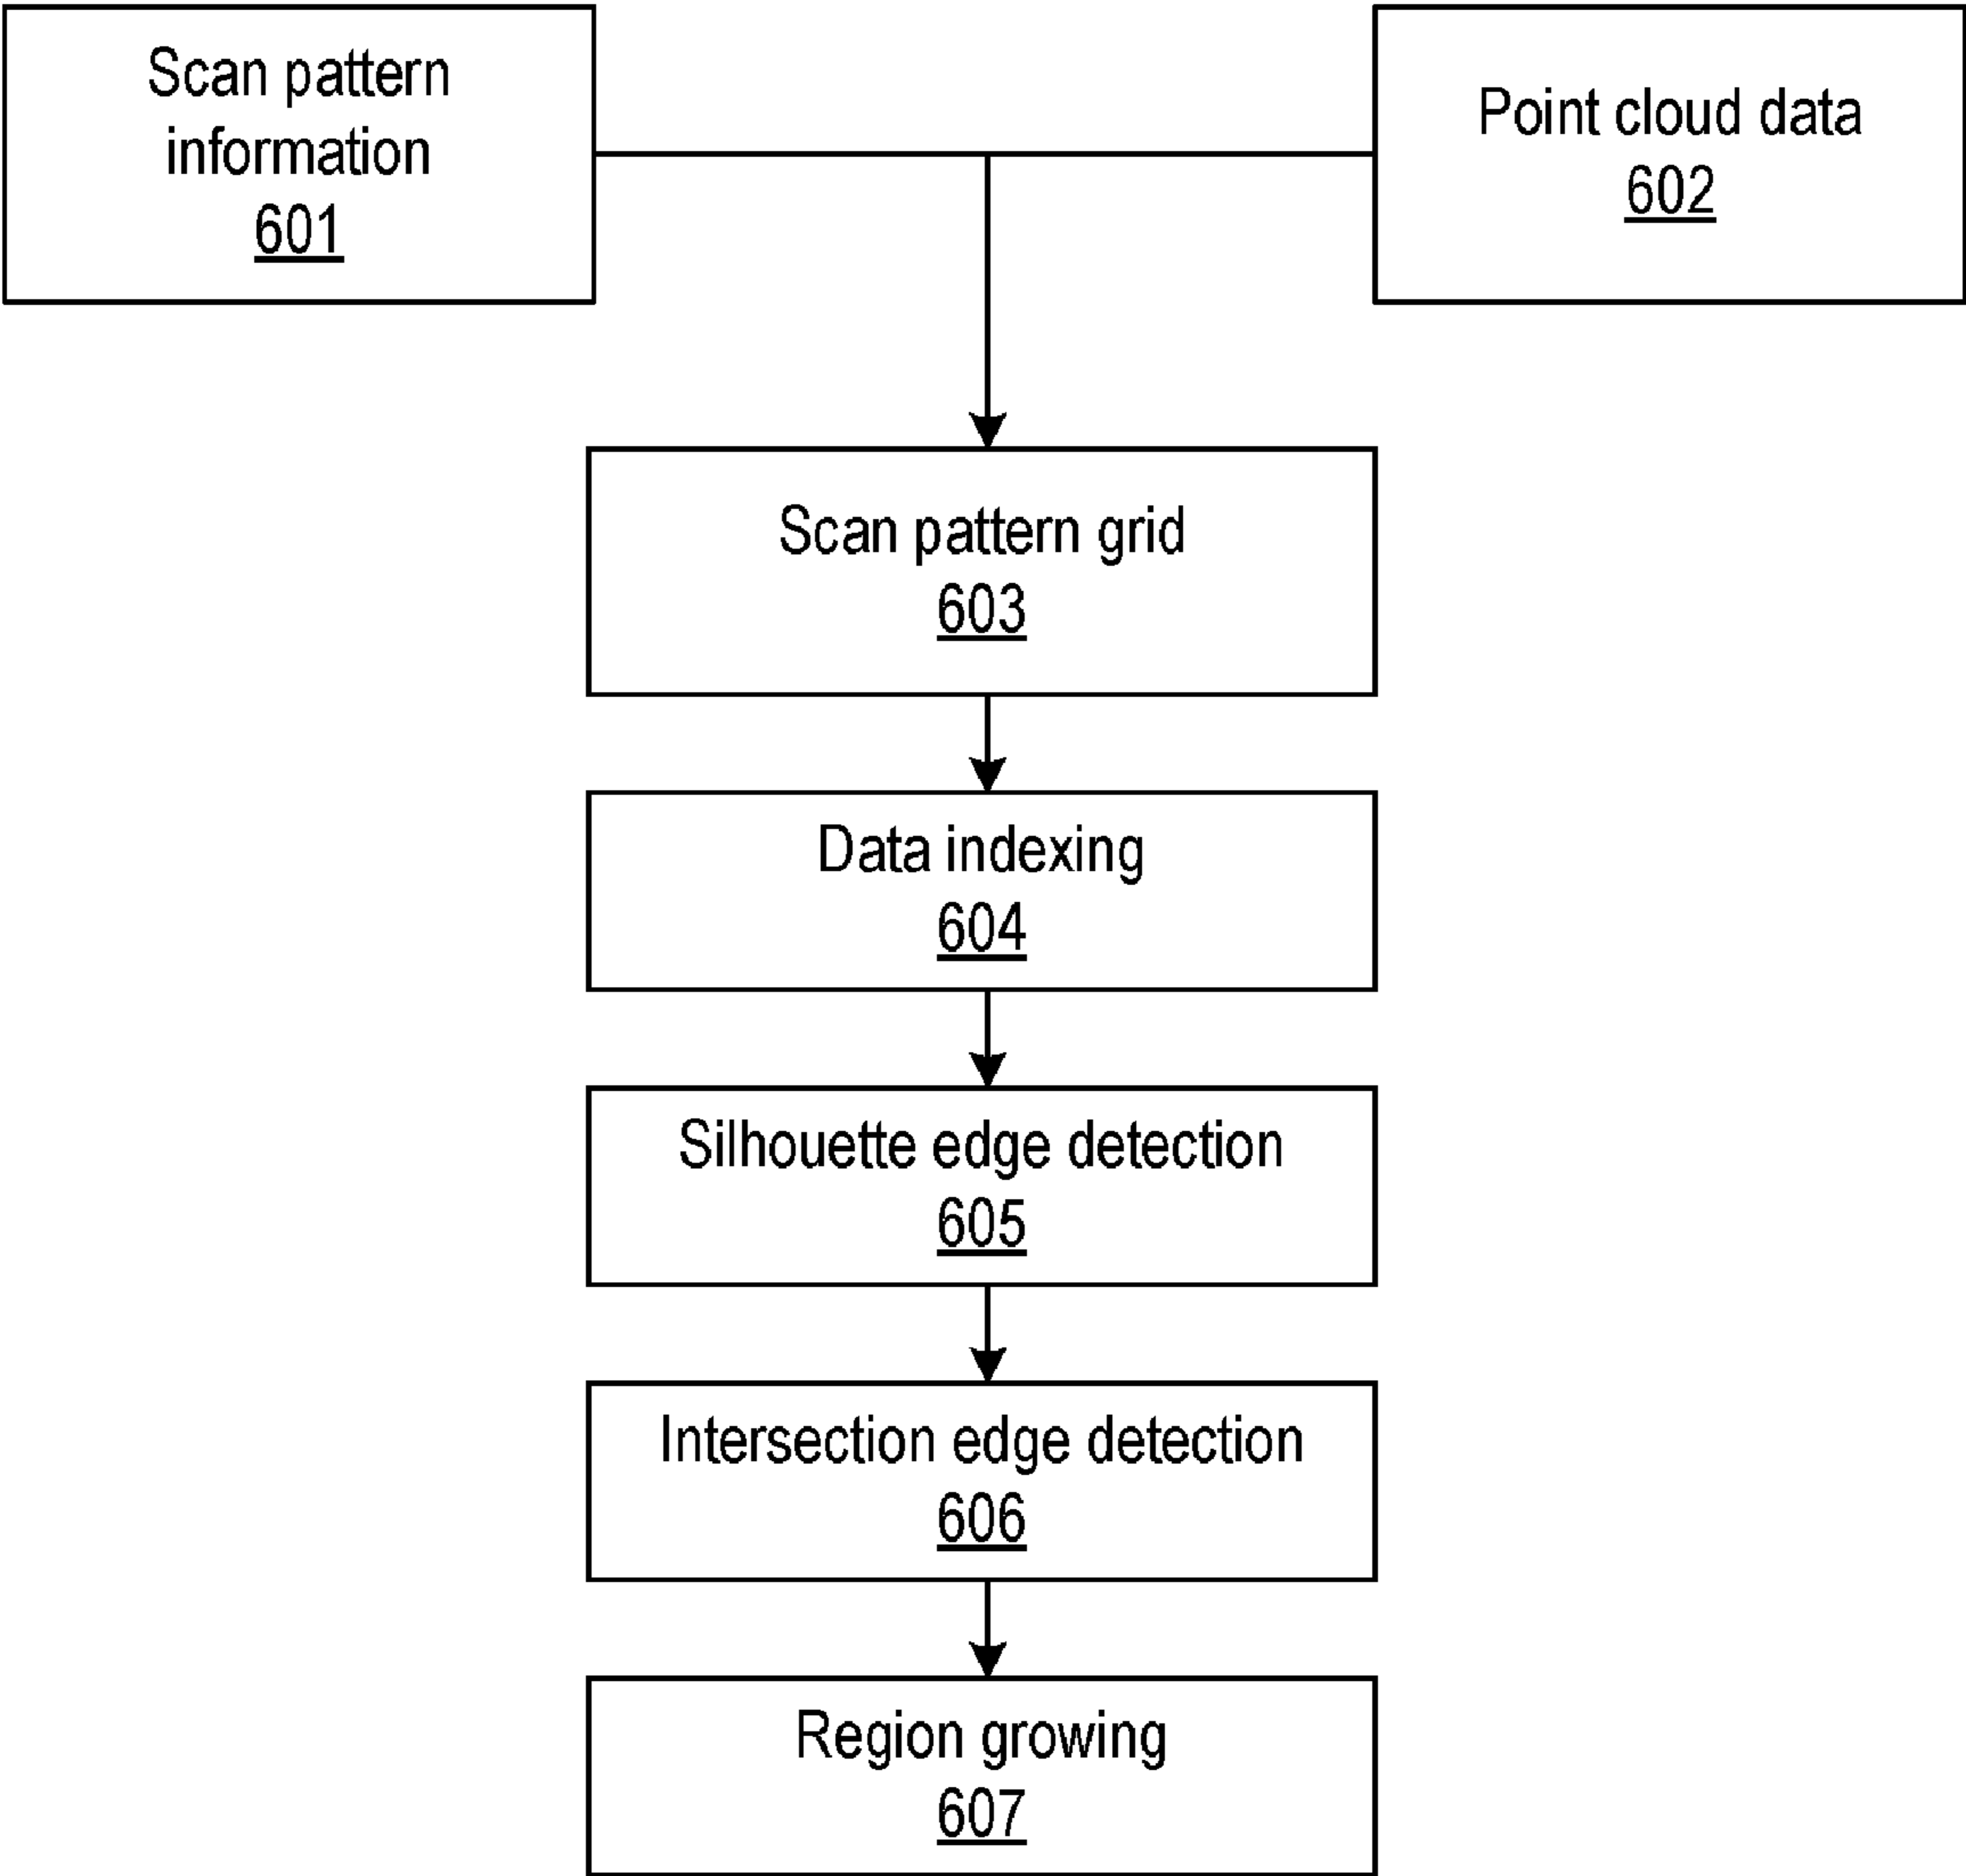 Scan pattern
information
601
Point cloud data
602
Scan pattern grid
603
Data indexing
604
Silhouette edge detection
605
Intersection edge detection
606
Region growing
607